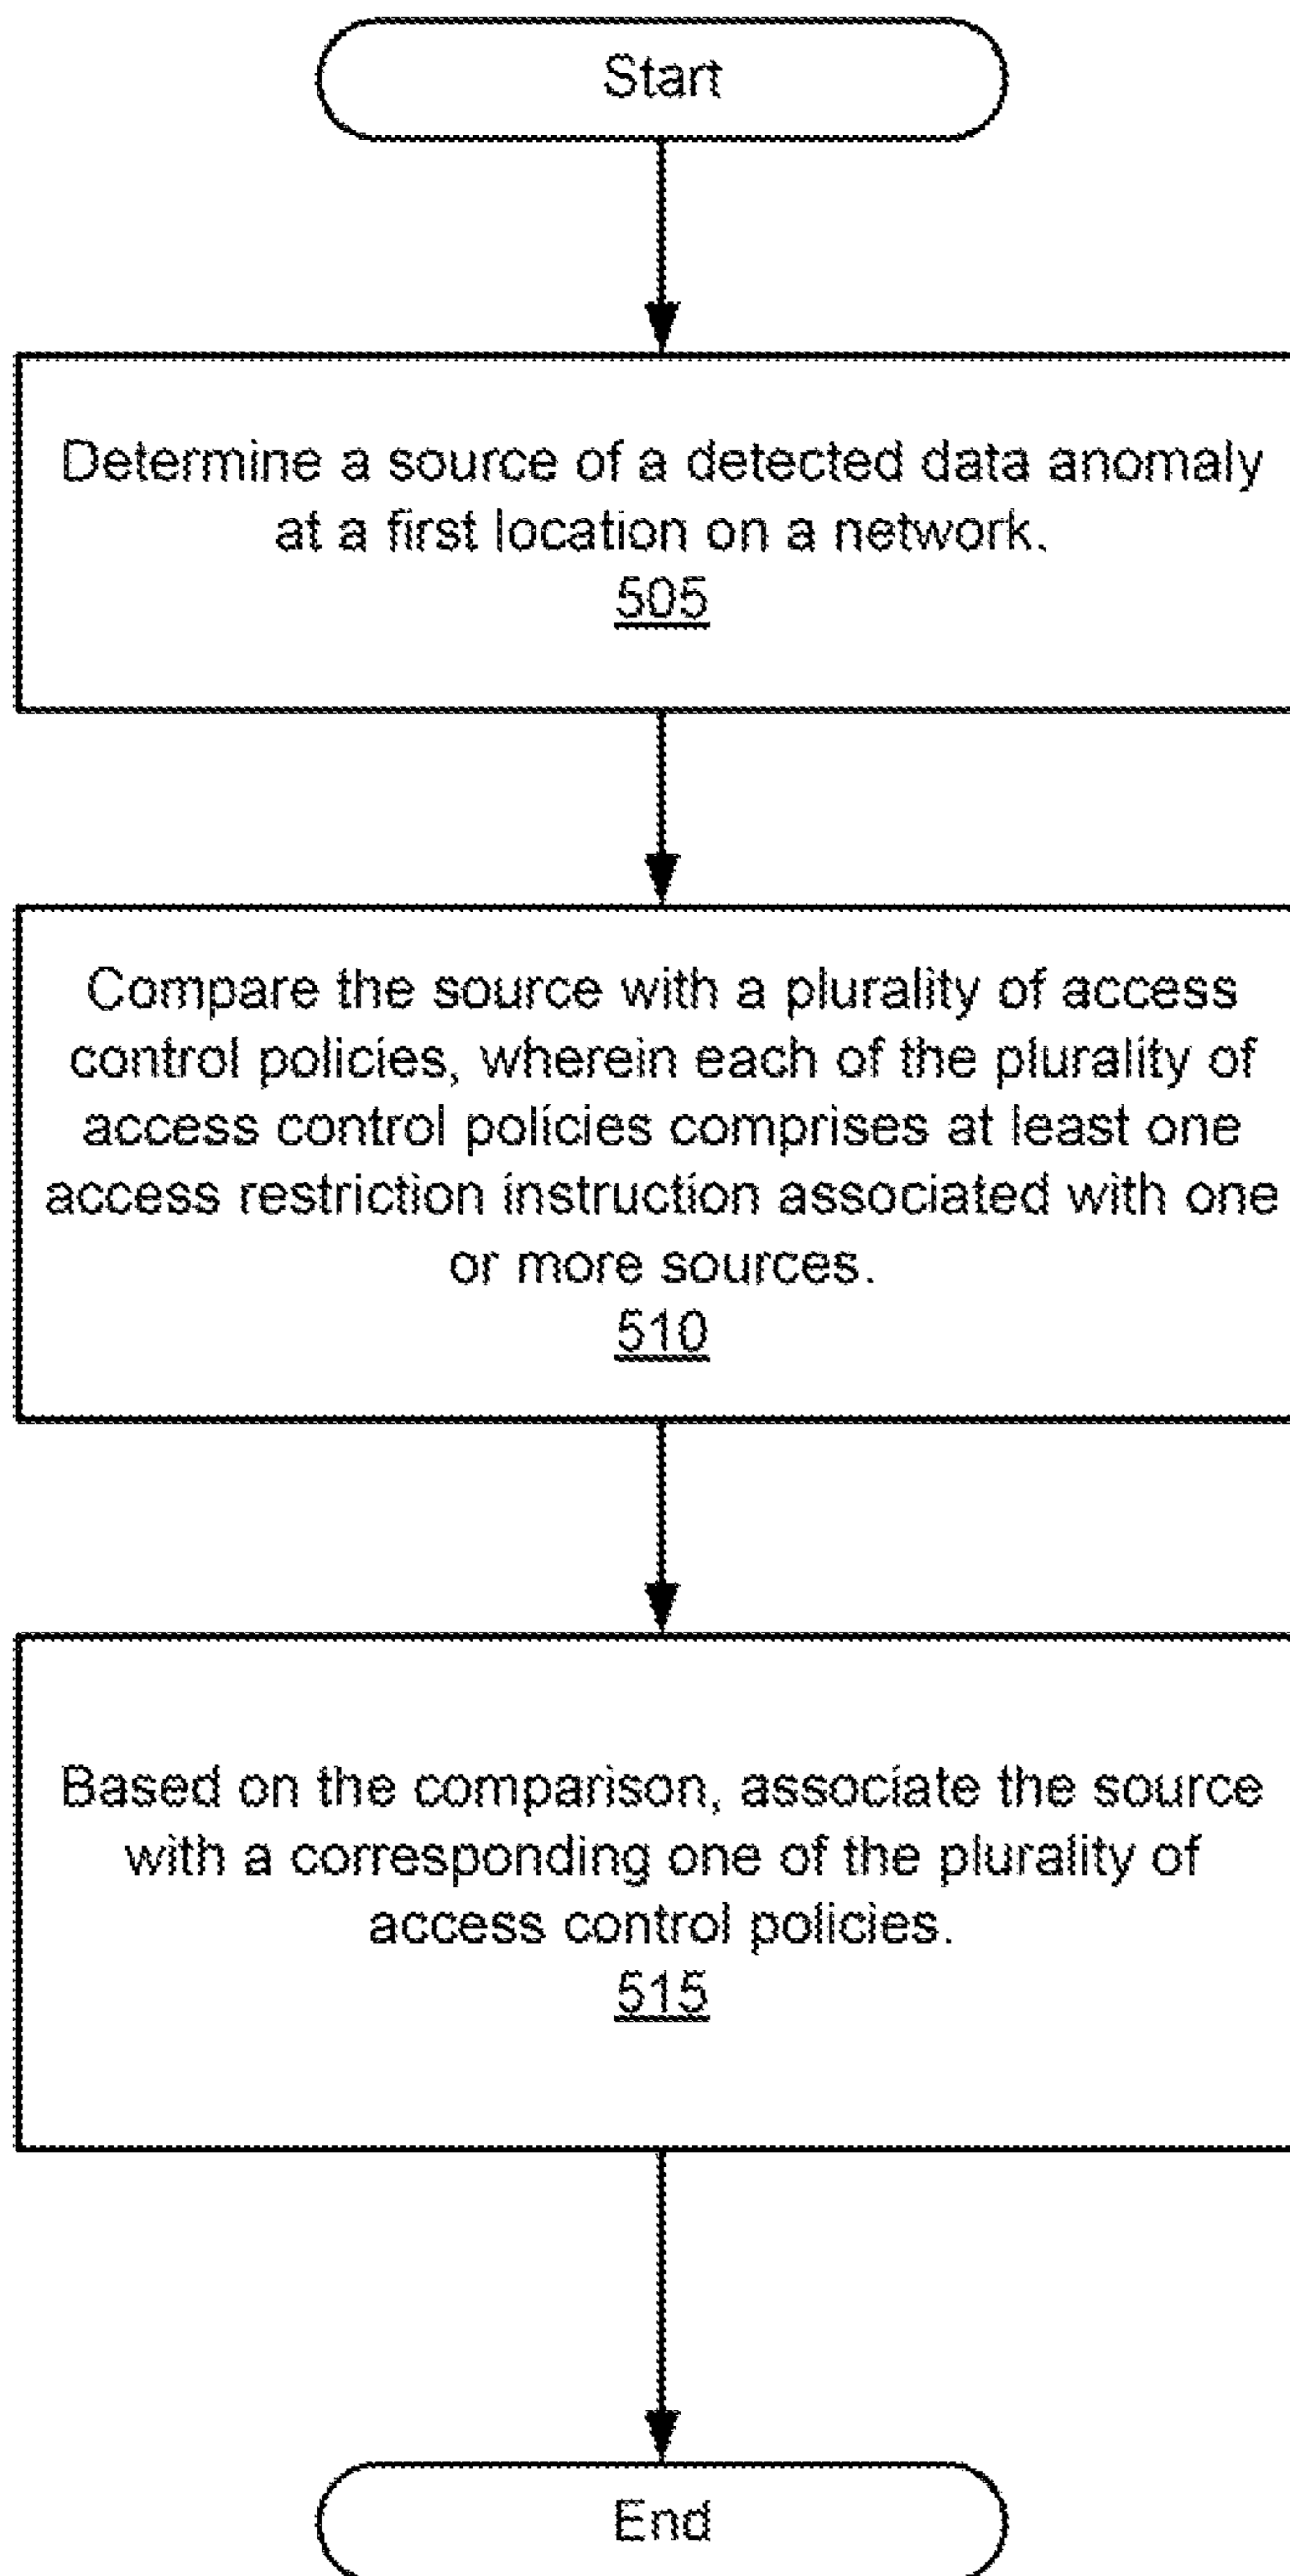 Start
Determine a source of a detected data anomaly
at a first location on a network.
505
Compare the source with a plurality of access
control policies, wherein each of the plurality of
access control policies comprises at least one
access restriction instruction associated with one
or more sources.
510
Based on the comparison, associate the source
with a corresponding one of the plurality of
access control policies.
515
End